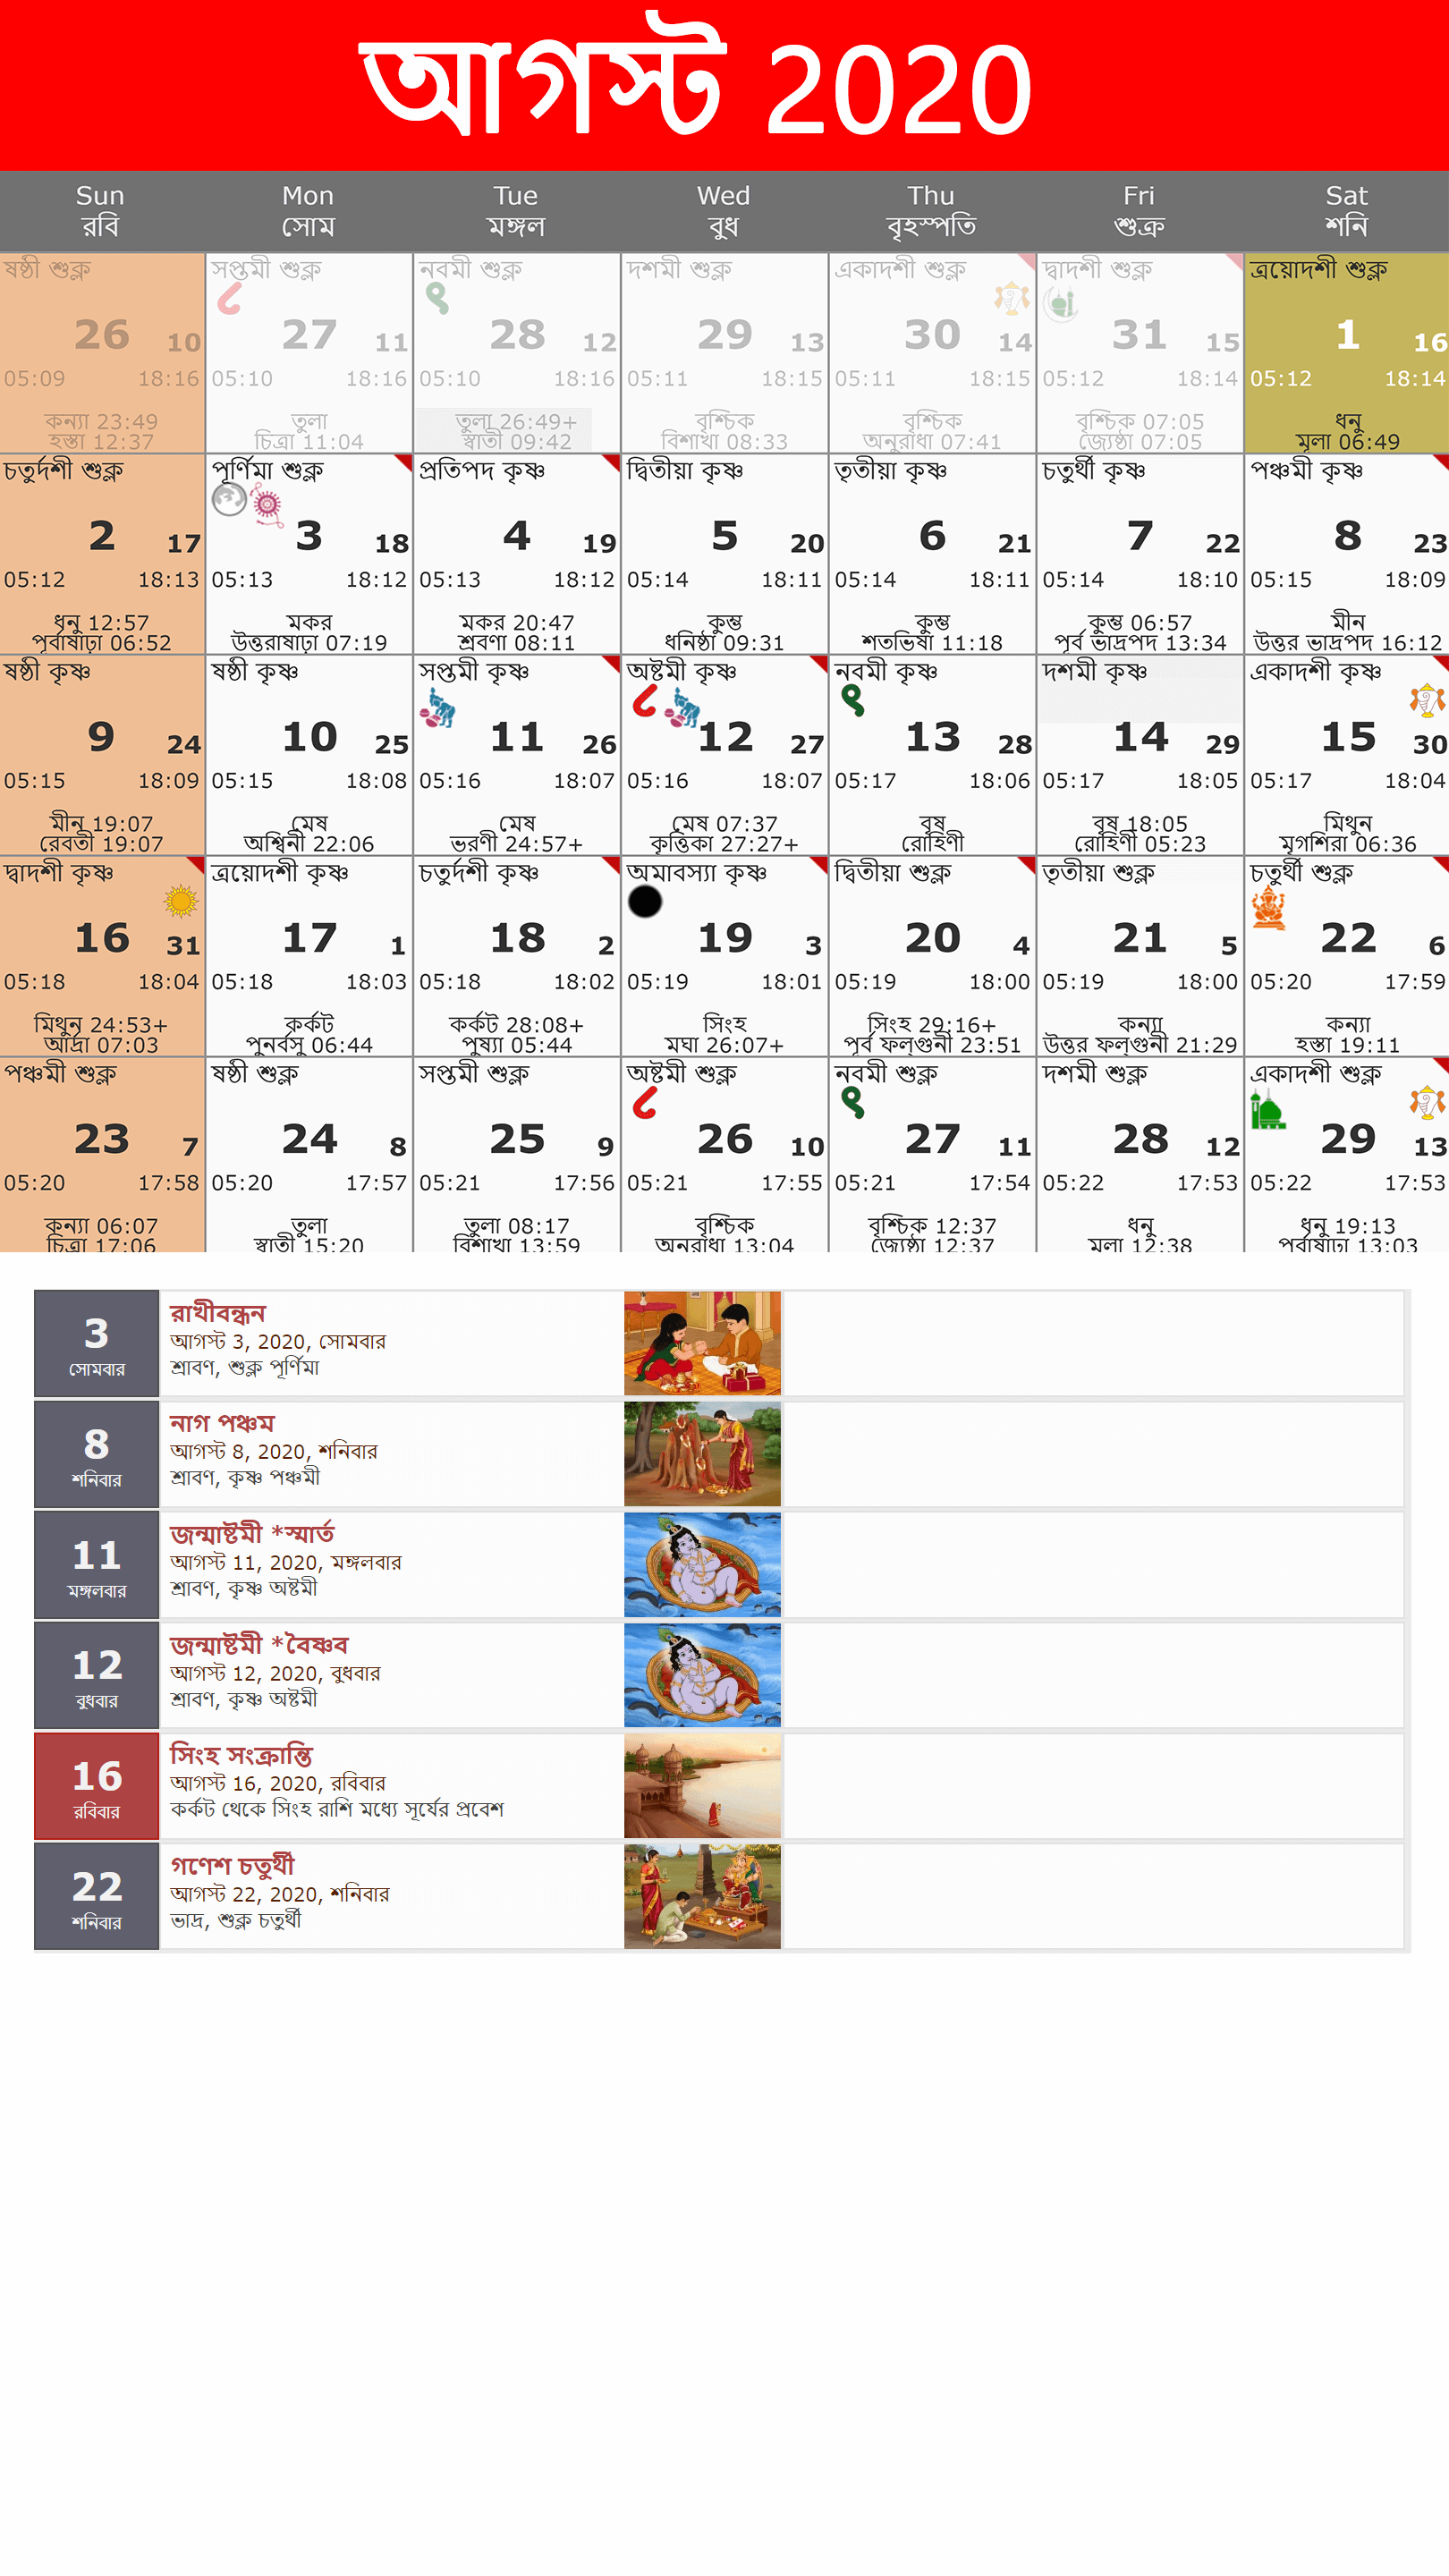 আগস্ট 2020
Sun Mon Tue Wed Thu Fri Sat
রবি সোম মঙ্গল বুধ বৃহস্পতি শুক্র শনি
ষষ্ঠী শুক্ল সপ্তমী শুক্ল নবমী শুক্ল দশমী শুক্ল একাদশী শুক্ল দ্বাদশী শুক্ল ত্রয়োদশী শুক্ল
৮ ৯
26 10 27 11 28 12 29 13 30 14 31 15 1 16
05:09 18:16 05:10 18:16 05:10 18:16 05:11 18:15 05:11 18:15 05:12 18:14 05:12 18:14
কন্যা 23:49 তুলা তুলা 26:49+ বৃশ্চিক বৃশ্চিক বৃশ্চিক 07:05 ধনু
হস্তা 12:37 চিত্রা 11:04 স্বাতী 09:42 বিশাখা 08:33 অনুরাধা 07:41 জ্যেষ্ঠা 07:05 মূলা 06:49
চতুর্দশী শুক্ল পূর্ণিমা শুক্ল প্রতিপদ কৃষ্ণ দ্বিতীয়া কৃষ্ণ তৃতীয়া কৃষ্ণ চতুর্থী কৃষ্ণ পঞ্চমী কৃষ্ণ
2 17 3 18 4 19 5 20 6 21 7 22 8 23
05:12 18:13 05:13 18:12 05:13 18:12 05:14 18:11 05:14 18:11 05:14 18:10 05:15 18:09
ধনু 12:57 মকর মকর 20:47 কুম্ভ কুম্ভ কুম্ভ 06:57 মীন
পূর্বাষাঢ়া 06:52 উত্তরাষাঢ়া 07:19 শ্রবণা 08:11 ধনিষ্ঠা 09:31 শতভিষা 11:18 পূর্ব ভাদ্রপদ 13:34 উত্তর ভাদ্রপদ 16:12
ষষ্ঠী কৃষ্ণ ষষ্ঠী কৃষ্ণ সপ্তমী কৃষ্ণ অষ্টমী কৃষ্ণ নবমী কৃষ্ণ দশমী কৃষ্ণ একাদশী কৃষ্ণ
৮ ৯
9 24 10 25 11 26 12 27 13 28 14 29 15 30
05:15 18:09 05:15 18:08 05:16 18:07 05:16 18:07 05:17 18:06 05:17 18:05 05:17 18:04
মীন 19:07 মেষ মেষ মেষ 07:37 বৃষ বৃষ 18:05 মিথুন
রেবতী 19:07 অশ্বিনী 22:06 ভরণী 24:57+ কৃত্তিকা 27:27+ রোহিণী রোহিণী 05:23 মৃগশিরা 06:36
দ্বাদশী কৃষ্ণ ত্রয়োদশী কৃষ্ণ চতুর্দশী কৃষ্ণ অমাবস্যা কৃষ্ণ দ্বিতীয়া শুক্ল তৃতীয়া শুক্ল চতুর্থী শুক্ল
16 31 17 1 18 2 19 3 20 4 21 5 22 6
05:18 18:04 05:18 18:03 05:18 18:02 05:19 18:01 05:19 18:00 05:19 18:00 05:20 17:59
মিথুন 24:53+ কর্কট কর্কট 28:08+ সিংহ সিংহ 29:16+ কন্যা কন্যা
আর্দ্রা 07:03 পুনর্বসু 06:44 পুষ্যা 05:44 মঘা 26:07+ পূর্ব ফল্গুনী 23:51 উত্তর ফল্গুনী 21:29 হস্তা 19:11
পঞ্চমী শুক্ল ষষ্ঠী শুক্ল সপ্তমী শুক্ল অষ্টমী শুক্ল নবমী শুক্ল দশমী শুক্ল একাদশী শুক্ল
৮ ৯
23 7 24 8 25 9 26 10 27 11 28 12 29 13
05:20 17:58 05:20 17:57 05:21 17:56 05:21 17:55 05:21 17:54 05:22 17:53 05:22 17:53
কন্যা 06:07 তুলা তুলা 08:17 বৃশ্চিক বৃশ্চিক 12:37 ধনু ধনু 19:13
চিত্রা 17:06 স্বাতী 15:20 বিশাখা 13:59 অনুরাধা 13:04 জ্যেষ্ঠা 12:37 মূলা 12:38 পূর্বাষাঢ়া 13:03
3 সোমবার
রাখীবন্ধন
আগস্ট 3, 2020, সোমবার
শ্রাবণ, শুক্ল পূর্ণিমা
8 শনিবার
নাগ পঞ্চম
আগস্ট 8, 2020, শনিবার
শ্রাবণ, কৃষ্ণ পঞ্চমী
11 মঙ্গলবার
জন্মাষ্টমী *স্মার্ত
আগস্ট 11, 2020, মঙ্গলবার
শ্রাবণ, কৃষ্ণ অষ্টমী
12 বুধবার
জন্মাষ্টমী *বৈষ্ণব
আগস্ট 12, 2020, বুধবার
শ্রাবণ, কৃষ্ণ অষ্টমী
16 রবিবার
সিংহ সংক্রান্তি
আগস্ট 16, 2020, রবিবার
কর্কট থেকে সিংহ রাশি মধ্যে সূর্যের প্রবেশ
22 শনিবার
গণেশ চতুর্থী
আগস্ট 22, 2020, শনিবার
ভাদ্র, শুক্ল চতুর্থী